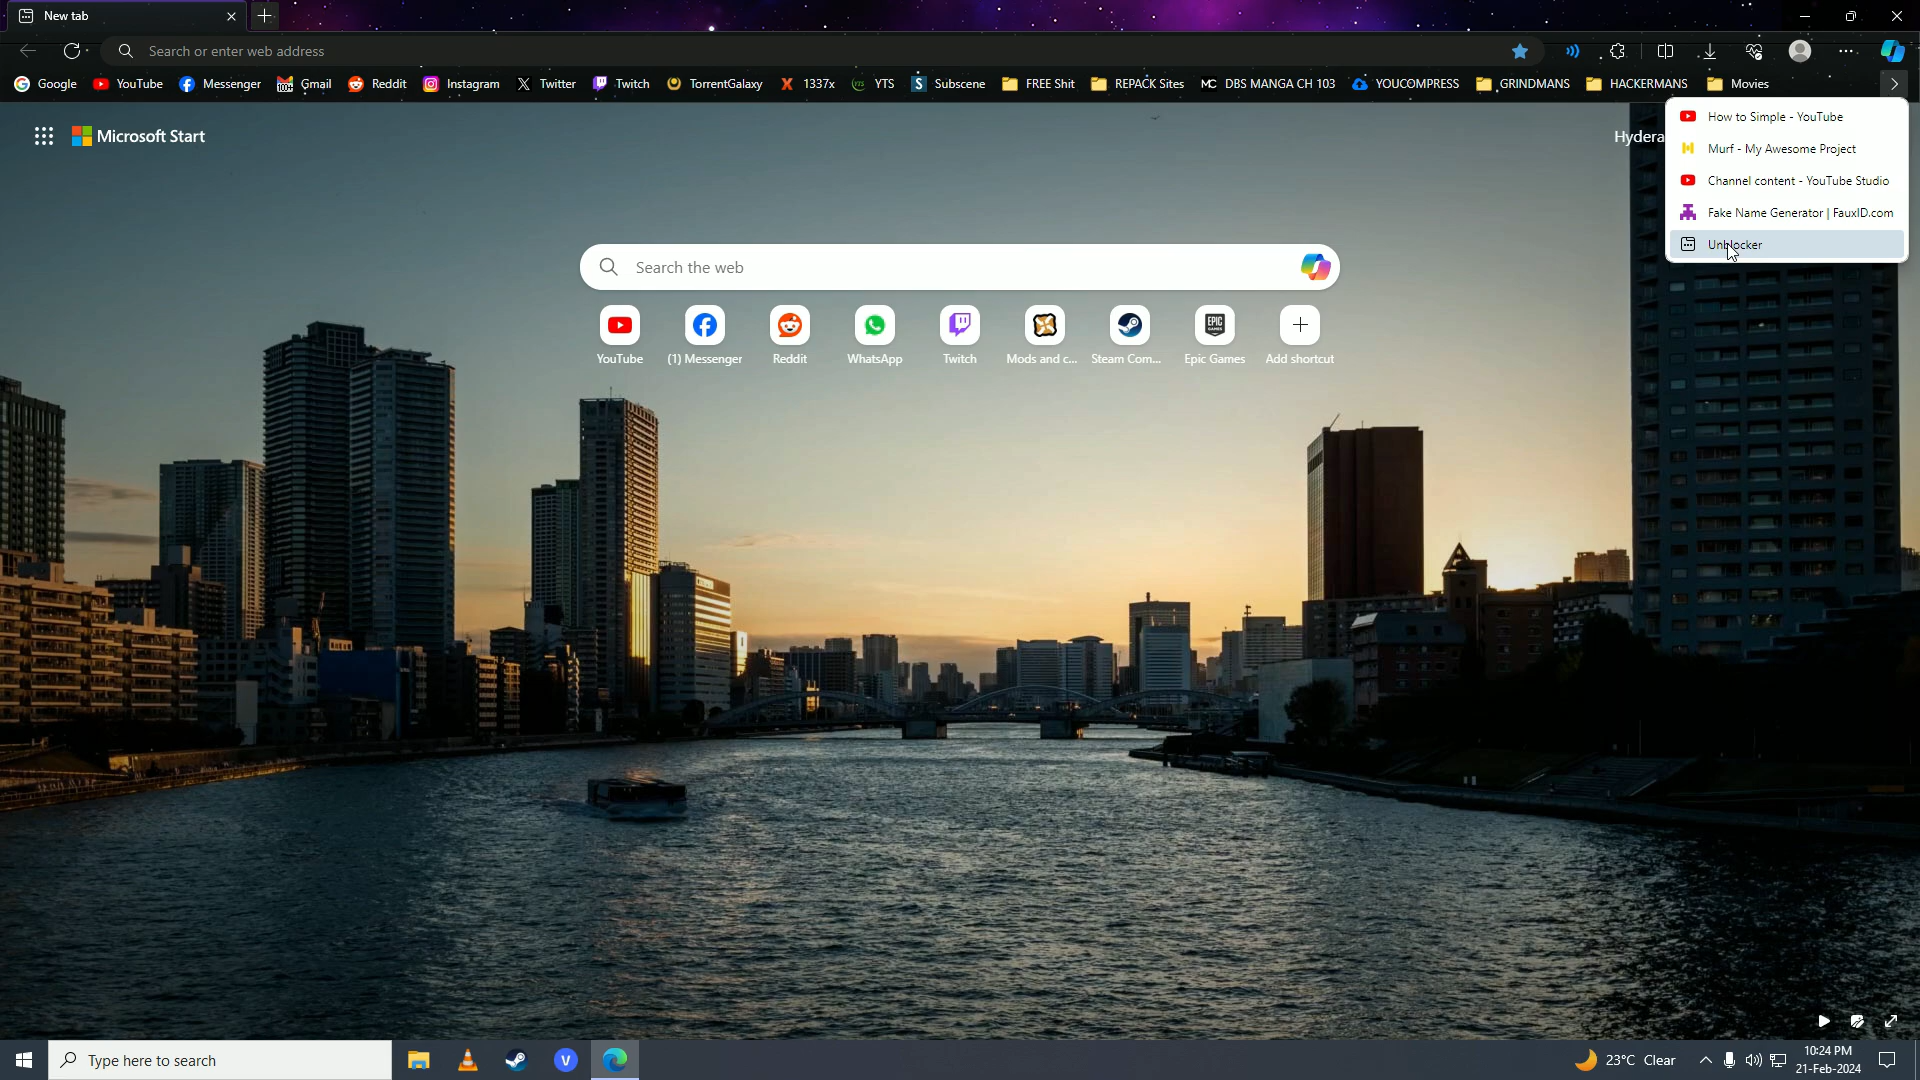 New tab
Search or enter web address
Google YouTube Messenger Gmail Reddit Instagram Twitter Twitch TorrentGalaxy 1337x YTS Subscene FREE Shit REPACK Sites DBS MANGA CH 103 YOUCOMPRESS GRINDMANS HACKERMANS Movies
How to Simple - YouTube
Murf - My Awesome Project
Channel content - YouTube Studio
Fake Name Generator | FauxID.com
Unblocker
Microsoft Start
Hydera
Search the web
YouTube (1) Messenger Reddit WhatsApp Twitch Mods and c... Steam Com... Epic Games Add shortcut
Type here to search
23°C Clear
10:24 PM
21-Feb-2024